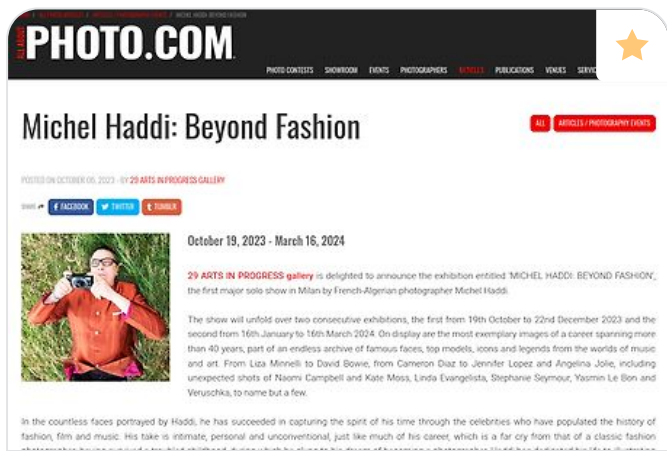 ALL ABOUT
PHOTO.COM
PHOTO CONTESTS SHOWROOM EVENTS PHOTOGRAPHERS ARTICLES PUBLICATIONS VENUES SERVIC
Michel Haddi: Beyond Fashion
ALL ARTICLES / PHOTOGRAPHY EVENTS
POSTED ON OCTOBER 06, 2023 - BY 29 ARTS IN PROGRESS GALLERY
SHARE FACEBOOK TWITTER TUMBLR
October 19, 2023 - March 16, 2024
29 ARTS IN PROGRESS gallery is delighted to announce the exhibition entitled 'MICHEL HADDI: BEYOND FASHION',
the first major solo show in Milan by French-Algerian photographer Michel Haddi.
The show will unfold over two consecutive exhibitions, the first from 19th October to 22nd December 2023 and the
second from 16th January to 16th March 2024. On display are the most exemplary images of a career spanning more
than 40 years, part of an endless archive of famous faces, top models, icons and legends from the worlds of music
and art. From Liza Minnelli to David Bowie, from Cameron Diaz to Jennifer Lopez and Angelina Jolie, including
unexpected shots of Naomi Campbell and Kate Moss, Linda Evangelista, Stephanie Seymour, Yasmin Le Bon and
Veruschka, to name but a few.
In the countless faces portrayed by Haddi, he has succeeded in capturing the spirit of his time through the celebrities who have populated the history of
fashion, film and music. His take is intimate, personal and unconventional, just like much of his career, which is a far cry from that of a classic fashion